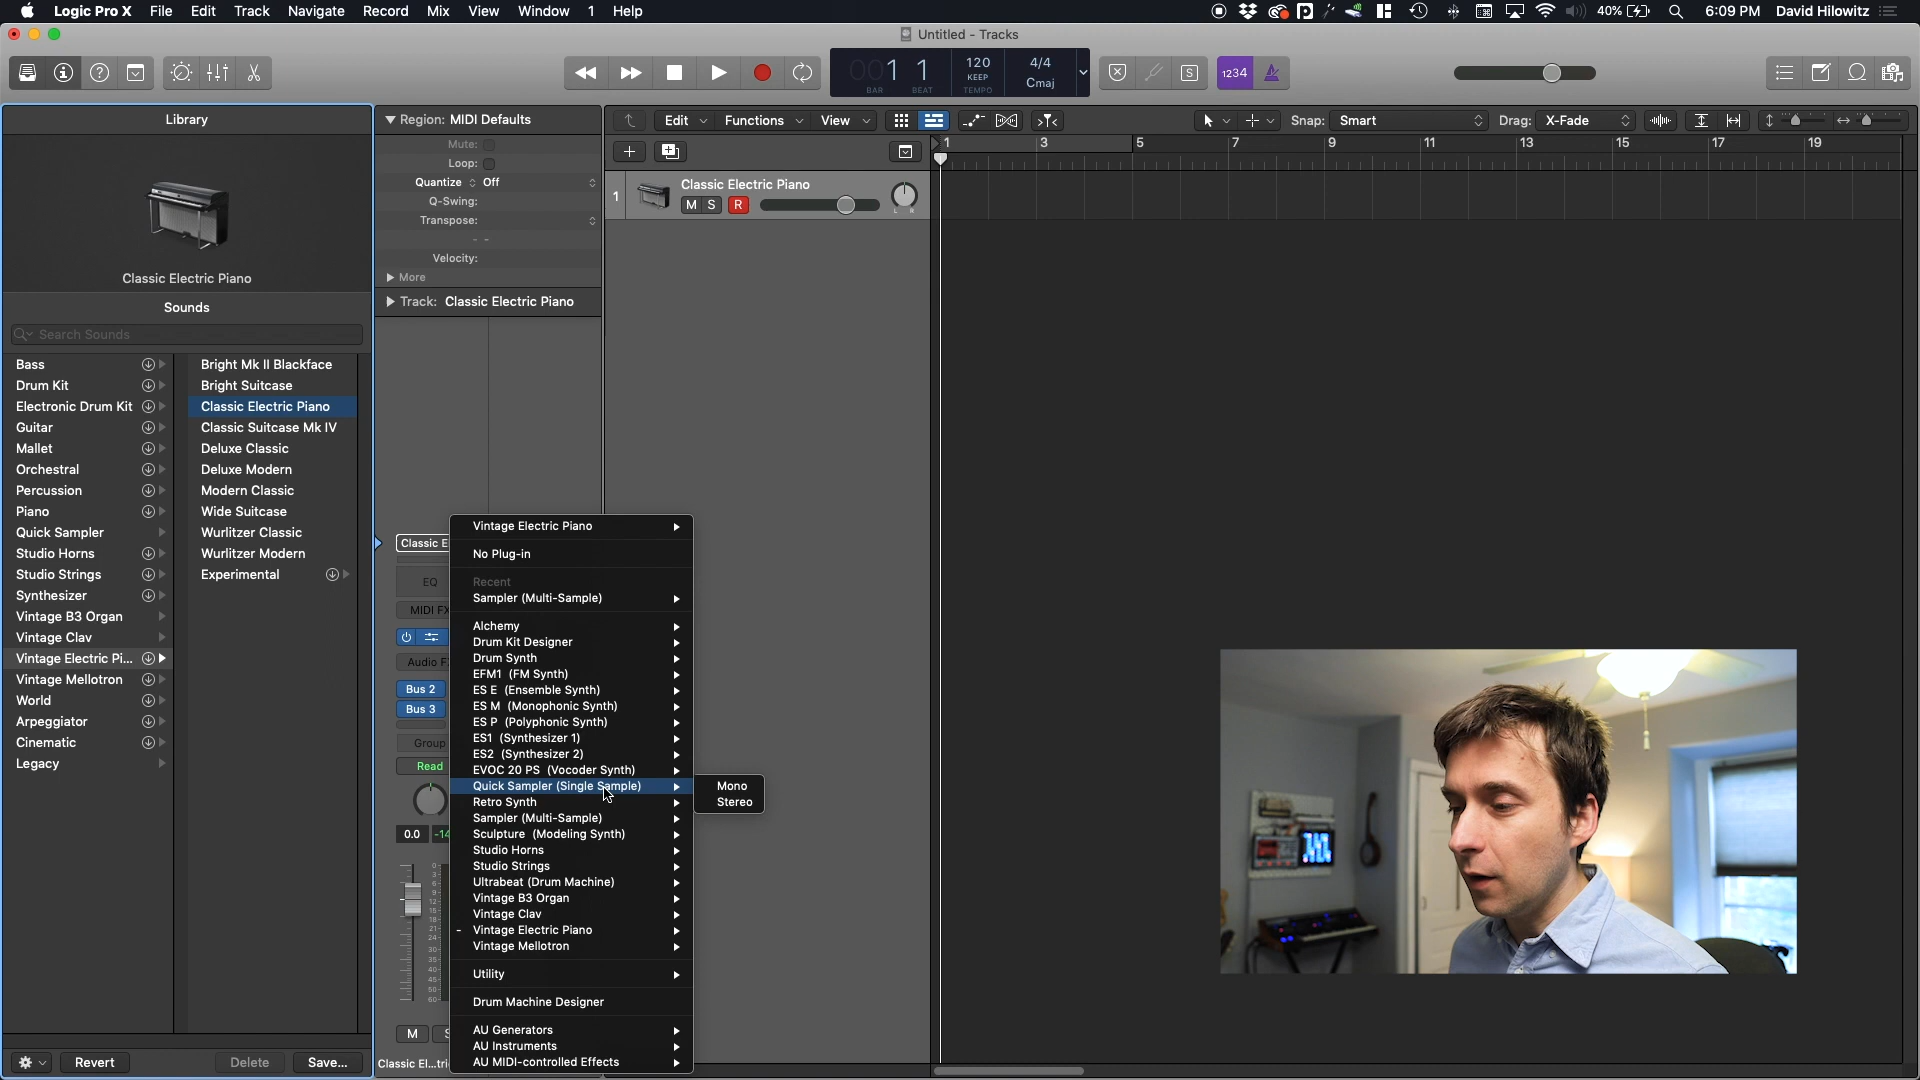 Logic Pro X File Edit Track Navigate Record Mix View Window 1 Help
40% 6:09 PM David Hilowitz
Untitled - Tracks
001 1
BAR BEAT
120
KEEP
TEMPO
4/4
Cmaj
S
1234
Library
Classic Electric Piano
Sounds
Search Sounds
Bass
Drum Kit
Electronic Drum Kit
Guitar
Mallet
Orchestral
Percussion
Piano
Quick Sampler
Studio Horns
Studio Strings
Synthesizer
Vintage B3 Organ
Vintage Clav
Vintage Electric Pi...
Vintage Mellotron
World
Arpeggiator
Cinematic
Legacy
Bright Mk II Blackface
Bright Suitcase
Classic Electric Piano
Classic Suitcase Mk IV
Deluxe Classic
Deluxe Modern
Modern Classic
Wide Suitcase
Wurlitzer Classic
Wurlitzer Modern
Experimental
Revert Delete Save...
Region: MIDI Defaults
Mute:
Loop:
Quantize Off
Q-Swing:
Transpose:
- -
Velocity:
More
Track: Classic Electric Piano
Classic E
EQ
MIDI FX
Audio F
Bus 2
Bus 3
Group
Read
0.0 -14
M S
Classic El...tri
Vintage Electric Piano
No Plug-in
Recent
Sampler (Multi-Sample)
Alchemy
Drum Kit Designer
Drum Synth
EFM1 (FM Synth)
ES E (Ensemble Synth)
ES M (Monophonic Synth)
ES P (Polyphonic Synth)
ES1 (Synthesizer 1)
ES2 (Synthesizer 2)
EVOC 20 PS (Vocoder Synth)
Quick Sampler (Single Sample)
Retro Synth
Sampler (Multi-Sample)
Sculpture (Modeling Synth)
Studio Horns
Studio Strings
Ultrabeat (Drum Machine)
Vintage B3 Organ
Vintage Clav
- Vintage Electric Piano
Vintage Mellotron
Utility
Drum Machine Designer
AU Generators
AU Instruments
AU MIDI-controlled Effects
Mono
Stereo
Edit Functions View
Snap: Smart Drag: X-Fade
1 3 5 7 9 11 13 15 17 19
1 Classic Electric Piano
M S R
L R